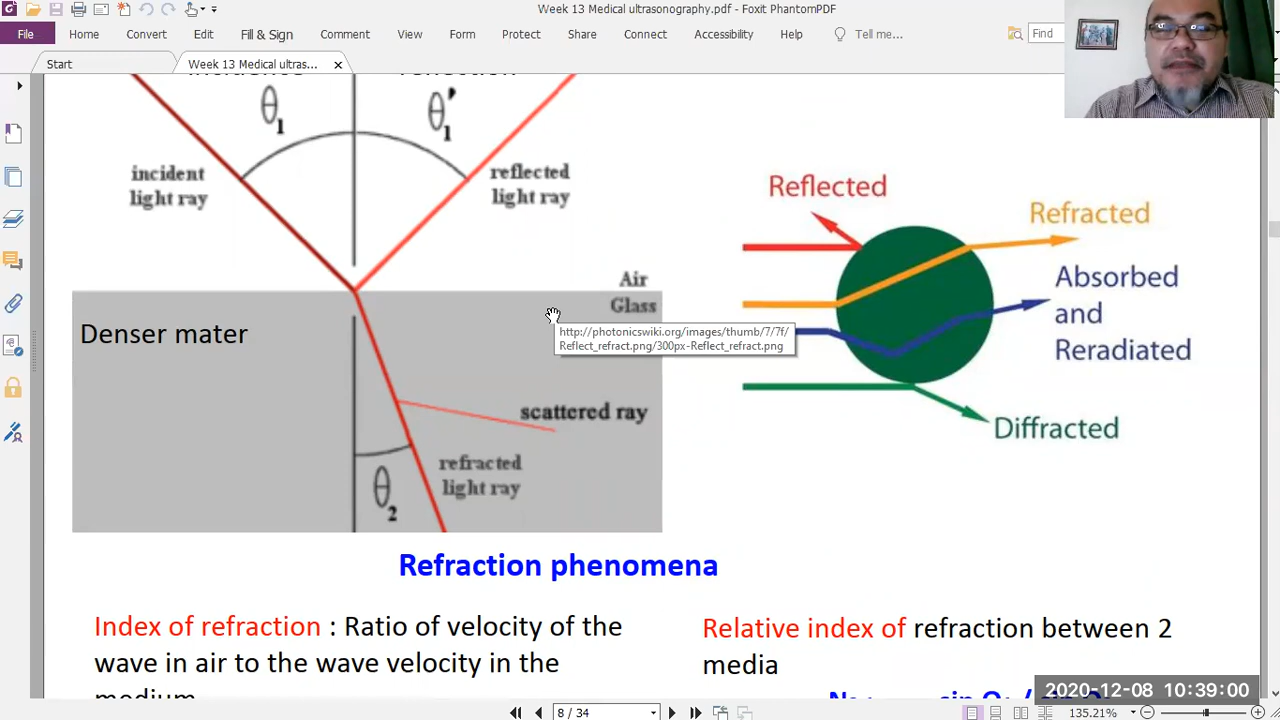 Week 13 Medical ultrasonography.pdf - Foxit PhantomPDF
File Home Convert Edit Fill & Sign Comment View Form Protect Share Connect Accessibility Help Tell me... Find
Start Week 13 Medical ultras...
θ1 θ'1
incident
light ray
reflected
light ray
Air
Glass
Denser mater
http://photonicswiki.org/images/thumb/7/7f/
Reflect_refract.png/300px-Reflect_refract.png
scattered ray
refracted
light ray
θ2
Reflected
Refracted
Absorbed
and
Reradiated
Diffracted
Refraction phenomena
Index of refraction : Ratio of velocity of the
wave in air to the wave velocity in the
medium
Relative index of refraction between 2
media
2020-12-08 10:39:00
8 / 34
135.21%